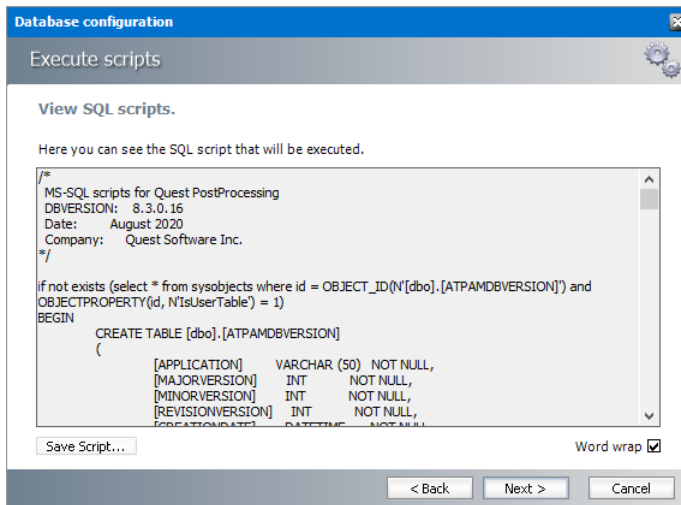 Database configuration
Execute scripts
View SQL scripts.
Here you can see the SQL script that will be executed.
/*
MS-SQL scripts for Quest PostProcessing
DBVERSION: 8.3.0.16
Date: August 2020
Company: Quest Software Inc.
*/
if not exists (select * from sysobjects where id = OBJECT_ID(N'[dbo].[ATPAMDBVERSION]') and
OBJECTPROPERTY(id, N'IsUserTable') = 1)
BEGIN
CREATE TABLE [dbo].[ATPAMDBVERSION]
(
[APPLICATION] VARCHAR (50) NOT NULL,
[MAJORVERSION] INT NOT NULL,
[MINORVERSION] INT NOT NULL,
[REVISIONVERSION] INT NOT NULL,
[CREATIONDATE] DATETIME NOT NULL
Save Script...
Word wrap
< Back
Next >
Cancel